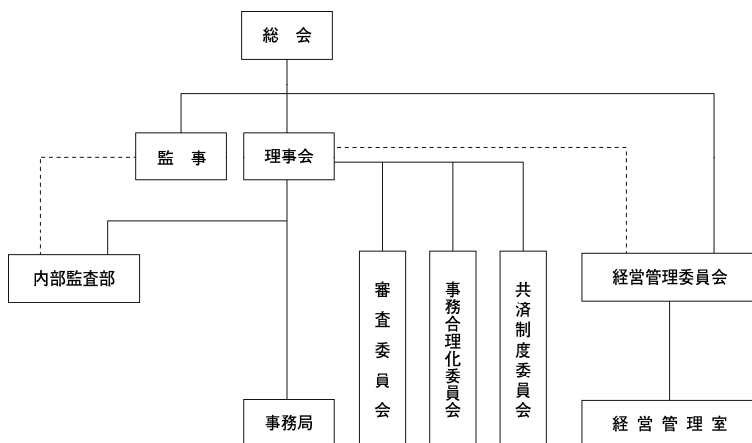 総会
監事
理事会
内部監査部
審査委員会
事務合理化委員会
共済制度委員会
経営管理委員会
事務局
経営管理室